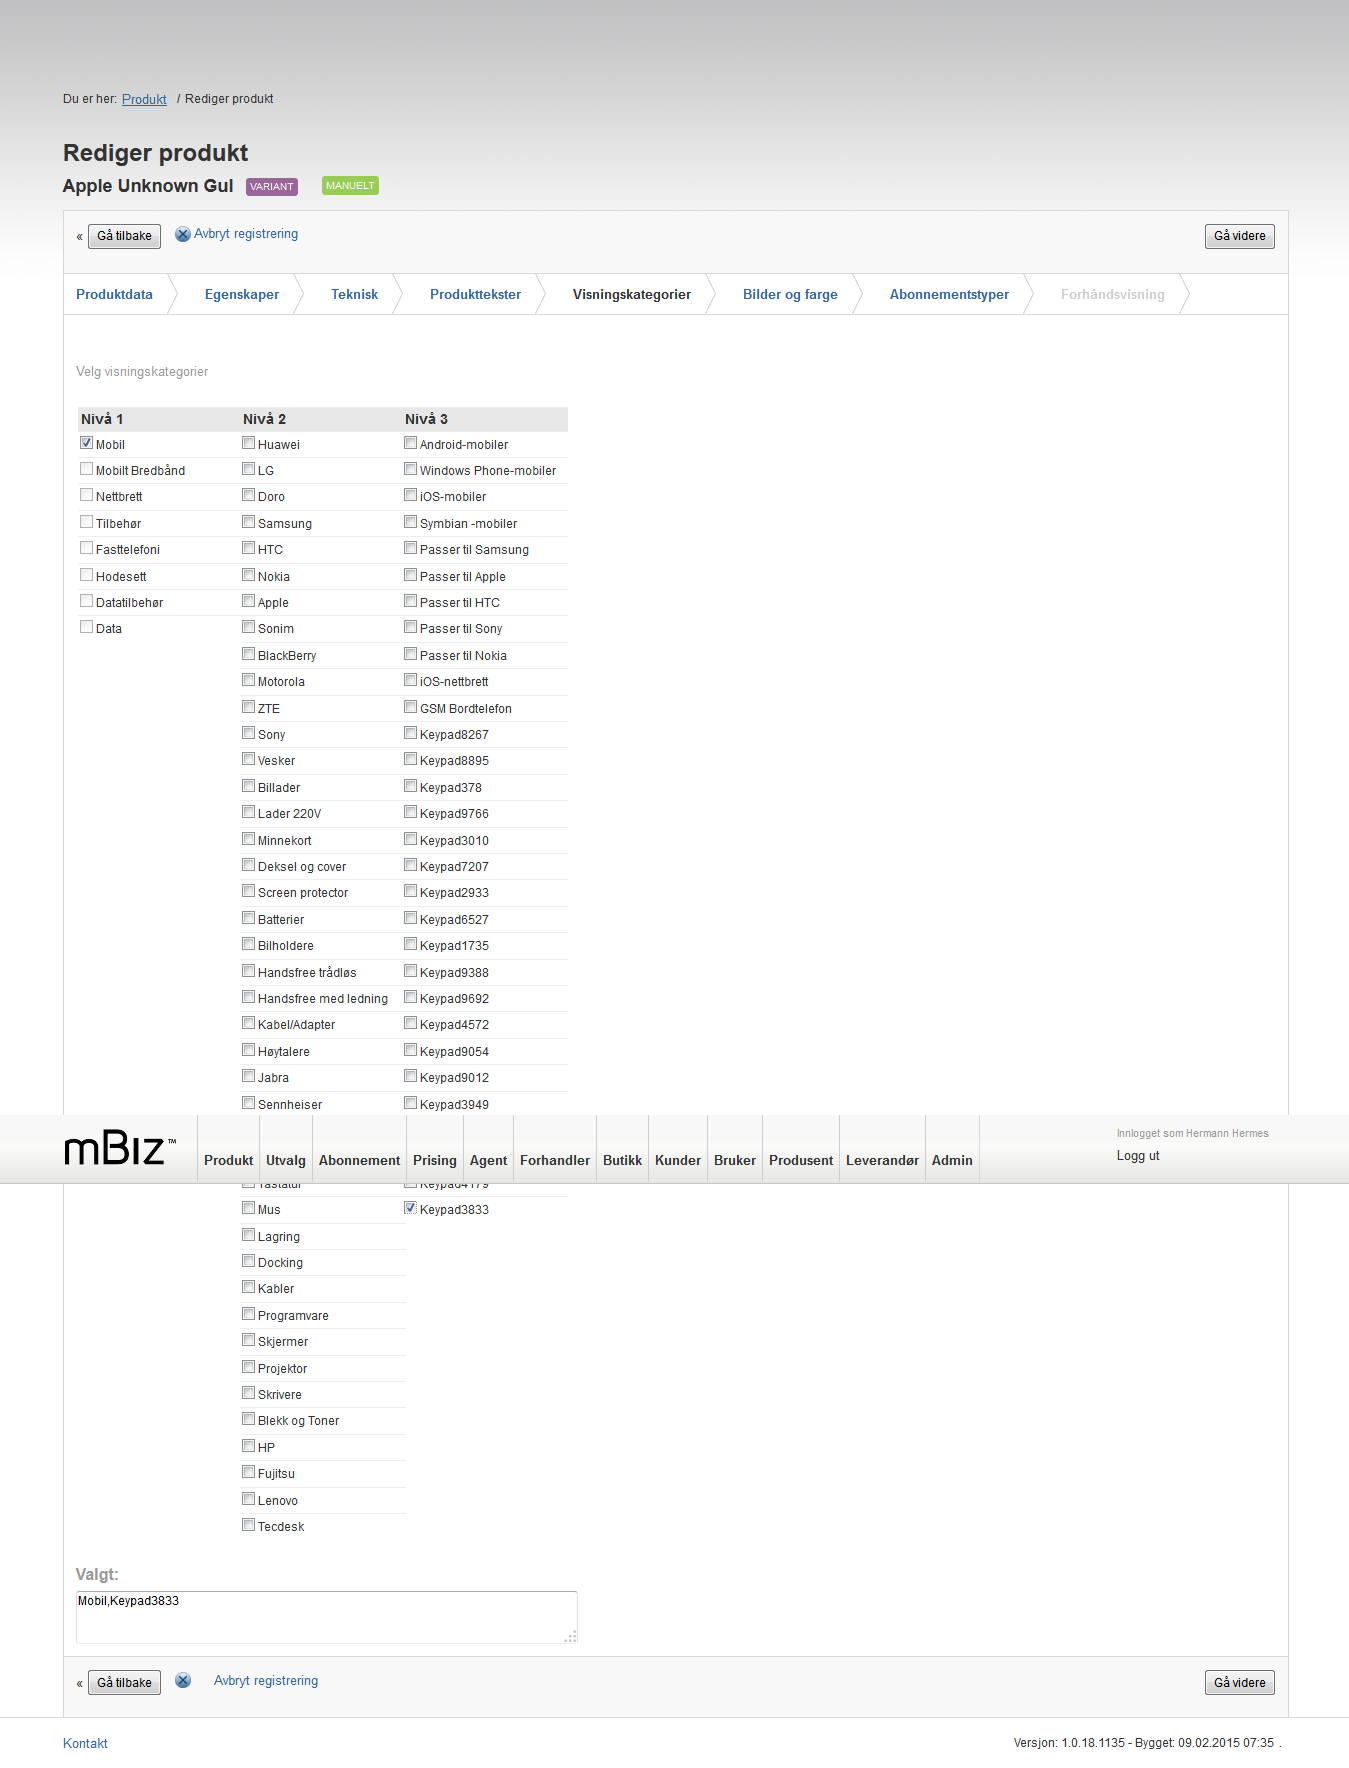 Du er her: Produkt / Rediger produkt
Rediger produkt
Apple Unknown Gul VARIANT MANUELT
« Gå tilbake Avbryt registrering Gå videre
Produktdata Egenskaper Teknisk Produkttekster Visningskategorier Bilder og farge Abonnementstyper Forhåndsvisning
Velg visningskategorier
Nivå 1 Nivå 2 Nivå 3
Mobil Huawei Android-mobiler
Mobilt Bredbånd LG Windows Phone-mobiler
Nettbrett Doro iOS-mobiler
Tilbehør Samsung Symbian -mobiler
Fasttelefoni HTC Passer til Samsung
Hodesett Nokia Passer til Apple
Datatilbehør Apple Passer til HTC
Data Sonim Passer til Sony
BlackBerry Passer til Nokia
Motorola iOS-nettbrett
ZTE GSM Bordtelefon
Sony Keypad8267
Vesker Keypad8895
Billader Keypad378
Lader 220V Keypad9766
Minnekort Keypad3010
Deksel og cover Keypad7207
Screen protector Keypad2933
Batterier Keypad6527
Bilholdere Keypad1735
Handsfree trådløs Keypad9388
Handsfree med ledning Keypad9692
Kabel/Adapter Keypad4572
Høytalere Keypad9054
Jabra Keypad9012
Sennheiser Keypad3949
mBiz™ Produkt Utvalg Abonnement Prising Agent Forhandler Butikk Kunder Bruker Produsent Leverandør Admin
Innlogget som Hermann Hermes
Logg ut
Tastatur Keypad4179
Mus Keypad3833
Lagring
Docking
Kabler
Programvare
Skjermer
Projektor
Skrivere
Blekk og Toner
HP
Fujitsu
Lenovo
Tecdesk
Valgt:
Mobil,Keypad3833
« Gå tilbake Avbryt registrering Gå videre
Kontakt Versjon: 1.0.18.1135 - Bygget: 09.02.2015 07:35 .